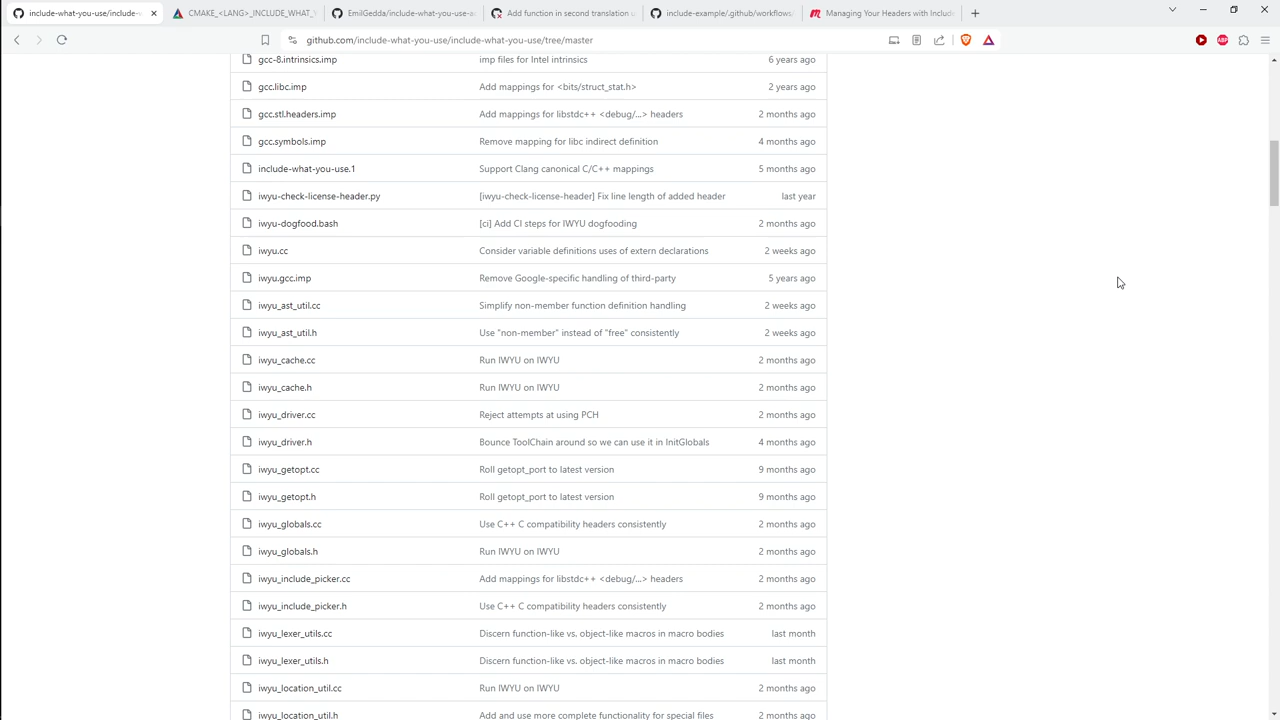 include-what-you-use/include-what-you-use-
CMAKE_<LANG>_INCLUDE_WHAT_
EmilGedda/include-what-you-use-a
Add function in second translation u
include-example/.github/workflows
Managing Your Headers with Includ
github.com/include-what-you-use/include-what-you-use/tree/master
gcc-8.intrinsics.imp imp files for Intel intrinsics 6 years ago
gcc.libc.imp Add mappings for <bits/struct_stat.h> 2 years ago
gcc.stl.headers.imp Add mappings for libstdc++ <debug/...> headers 2 months ago
gcc.symbols.imp Remove mapping for libc indirect definition 4 months ago
include-what-you-use.1 Support Clang canonical C/C++ mappings 5 months ago
iwyu-check-license-header.py [iwyu-check-license-header] Fix line length of added header last year
iwyu-dogfood.bash [ci] Add CI steps for IWYU dogfooding 2 months ago
iwyu.cc Consider variable definitions uses of extern declarations 2 weeks ago
iwyu.gcc.imp Remove Google-specific handling of third-party 5 years ago
iwyu_ast_util.cc Simplify non-member function definition handling 2 weeks ago
iwyu_ast_util.h Use "non-member" instead of "free" consistently 2 weeks ago
iwyu_cache.cc Run IWYU on IWYU 2 months ago
iwyu_cache.h Run IWYU on IWYU 2 months ago
iwyu_driver.cc Reject attempts at using PCH 2 months ago
iwyu_driver.h Bounce ToolChain around so we can use it in InitGlobals 4 months ago
iwyu_getopt.cc Roll getopt_port to latest version 9 months ago
iwyu_getopt.h Roll getopt_port to latest version 9 months ago
iwyu_globals.cc Use C++ C compatibility headers consistently 2 months ago
iwyu_globals.h Run IWYU on IWYU 2 months ago
iwyu_include_picker.cc Add mappings for libstdc++ <debug/...> headers 2 months ago
iwyu_include_picker.h Use C++ C compatibility headers consistently 2 months ago
iwyu_lexer_utils.cc Discern function-like vs. object-like macros in macro bodies last month
iwyu_lexer_utils.h Discern function-like vs. object-like macros in macro bodies last month
iwyu_location_util.cc Run IWYU on IWYU 2 months ago
iwyu_location_util.h Add and use more complete functionality for special files 2 months ago